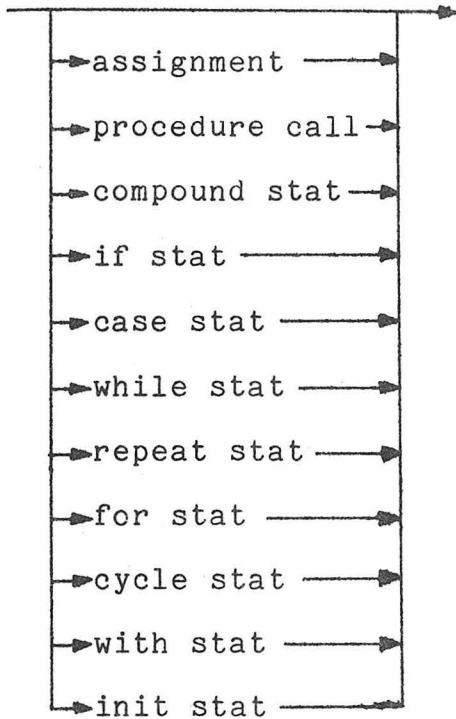 assignment
procedure call
compound stat
if stat
case stat
while stat
repeat stat
for stat
cycle stat
with stat
init stat